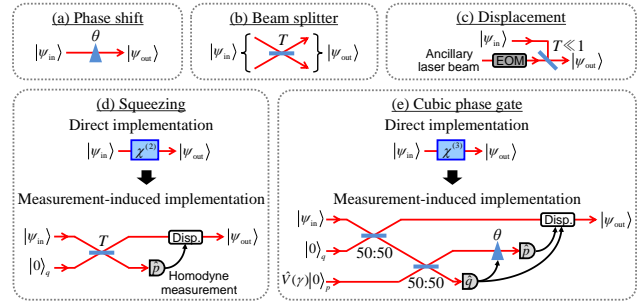 (a) Phase shift
θ
|ψin⟩ |ψout⟩
(b) Beam splitter
T
|ψin⟩ { } |ψout⟩
(c) Displacement
|ψin⟩ T≪1
Ancillary
laser beam EOM |ψout⟩
(d) Squeezing
Direct implementation
|ψin⟩ χ(2) |ψout⟩
Measurement-induced implementation
|ψin⟩ T Disp. |ψout⟩
|0⟩q p̂
Homodyne
measurement
(e) Cubic phase gate
Direct implementation
|ψin⟩ χ(3) |ψout⟩
Measurement-induced implementation
|ψin⟩ Disp. |ψout⟩
|0⟩q 50:50 θ p̂
V̂(γ)|0⟩p 50:50 q̂